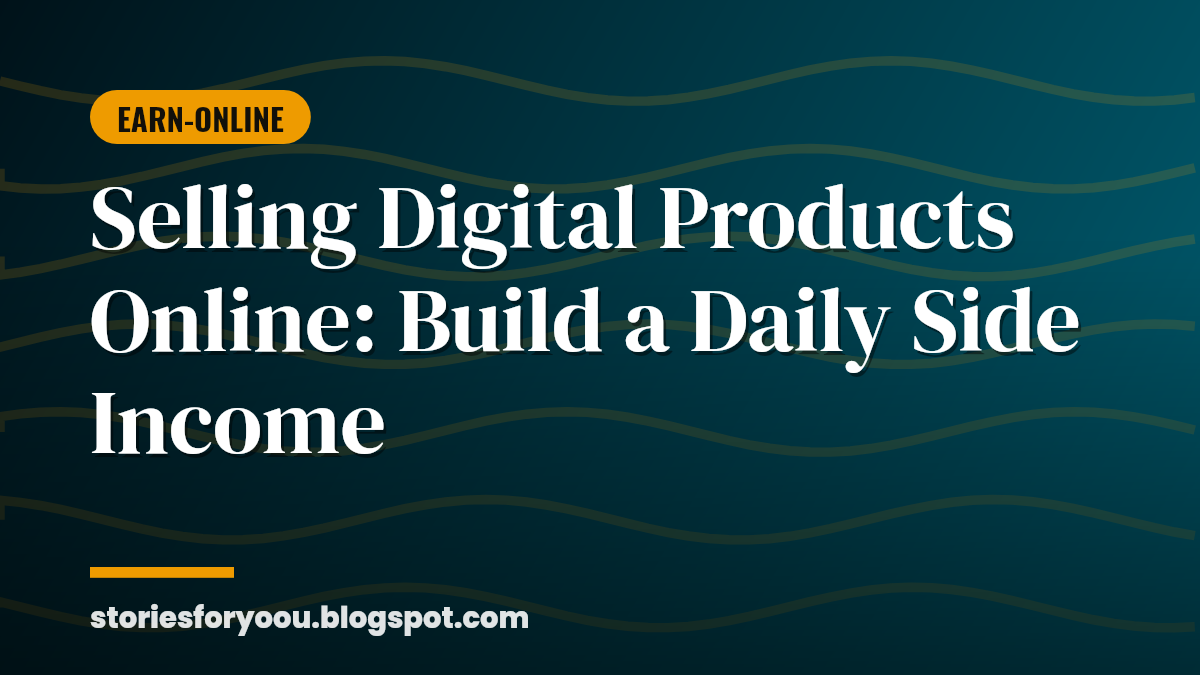 EARN-ONLINE
Selling Digital Products
Online: Build a Daily Side
Income
storiesforyoou.blogspot.com